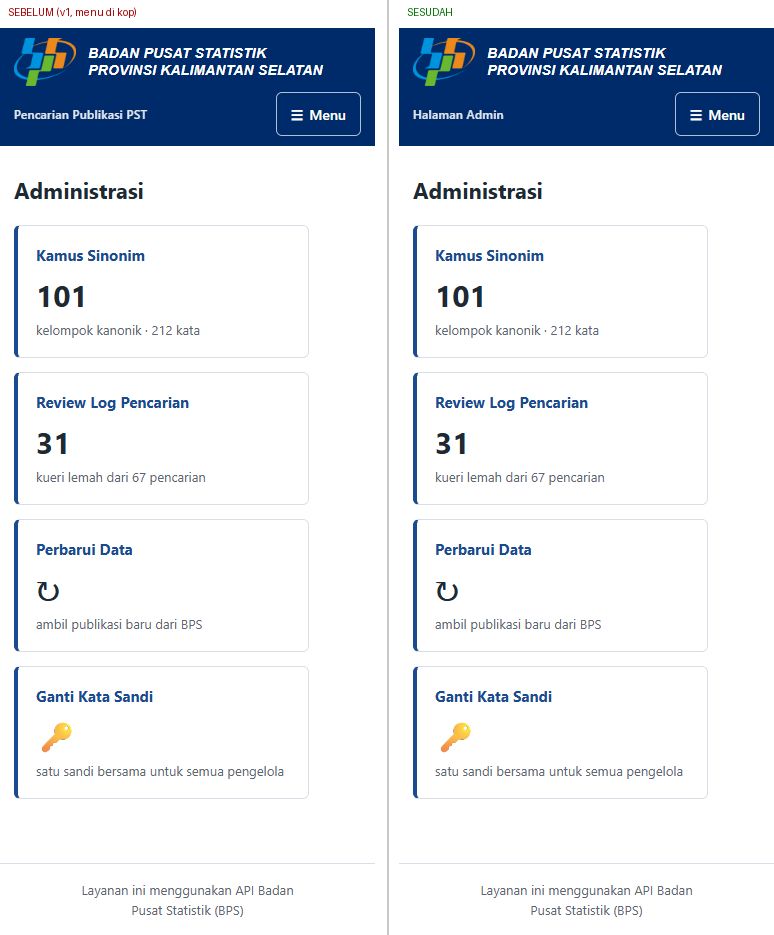 SEBELUM (v1, menu di kop)
BADAN PUSAT STATISTIK
PROVINSI KALIMANTAN SELATAN
Pencarian Publikasi PST
☰ Menu
Administrasi
Kamus Sinonim
101
kelompok kanonik · 212 kata
Review Log Pencarian
31
kueri lemah dari 67 pencarian
Perbarui Data
↻
ambil publikasi baru dari BPS
Ganti Kata Sandi
satu sandi bersama untuk semua pengelola
Layanan ini menggunakan API Badan
Pusat Statistik (BPS)
SESUDAH
BADAN PUSAT STATISTIK
PROVINSI KALIMANTAN SELATAN
Halaman Admin
☰ Menu
Administrasi
Kamus Sinonim
101
kelompok kanonik · 212 kata
Review Log Pencarian
31
kueri lemah dari 67 pencarian
Perbarui Data
↻
ambil publikasi baru dari BPS
Ganti Kata Sandi
satu sandi bersama untuk semua pengelola
Layanan ini menggunakan API Badan
Pusat Statistik (BPS)